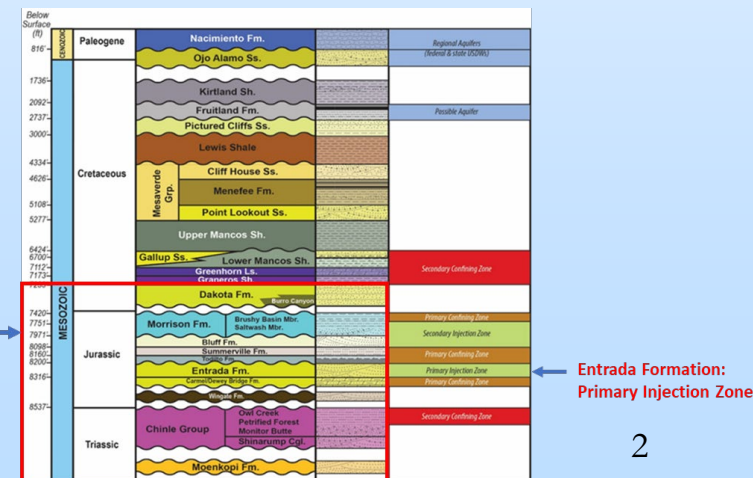 Below
Surface
(ft)
CENOZOIC
Paleogene
Nacimiento Fm.
Regional Aquifers
(federal & state USDWs)
816'
Ojo Alamo Ss.
1736'
Kirtland Sh.
2092'
Fruitland Fm.
Possible Aquifer
2737'
Pictured Cliffs Ss.
3000'
Lewis Shale
4334'
Cretaceous
Mesaverde
Grp.
Cliff House Ss.
4626'
Menefee Fm.
5108'
Point Lookout Ss.
5277'
Upper Mancos Sh.
6424'
Gallup Ss.
6700'
Lower Mancos Sh.
7112'
Greenhorn Ls.
Secondary Confining Zone
7173'
Graneros Sh.
MESOZOIC
Dakota Fm.
Burro Canyon
7420'
Primary Confining Zone
Morrison Fm.
Brushy Basin Mbr.
Saltwash Mbr.
7751'
Secondary Injection Zone
7971'
Bluff Fm.
8098'
Jurassic
Summerville Fm.
Primary Confining Zone
8160'
Todilto Fm.
8200'
Entrada Fm.
Primary Injection Zone
Entrada Formation:
Primary Injection Zone
8316'
Carmel/Dewey Bridge Fm.
Primary Confining Zone
Wingate Fm.
8537'
Triassic
Chinle Group
Owl Creek
Petrified Forest
Monitor Butte
Shinarump Cgl.
Secondary Confining Zone
Moenkopi Fm.
2